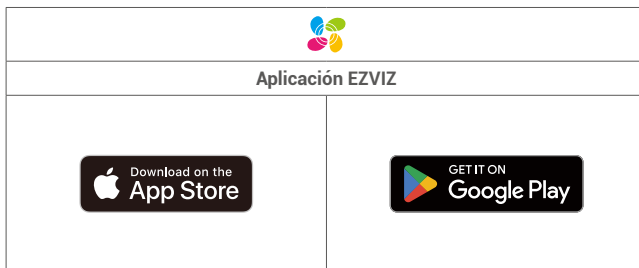 Aplicación EZVIZ
Download on the
App Store
GET IT ON
Google Play